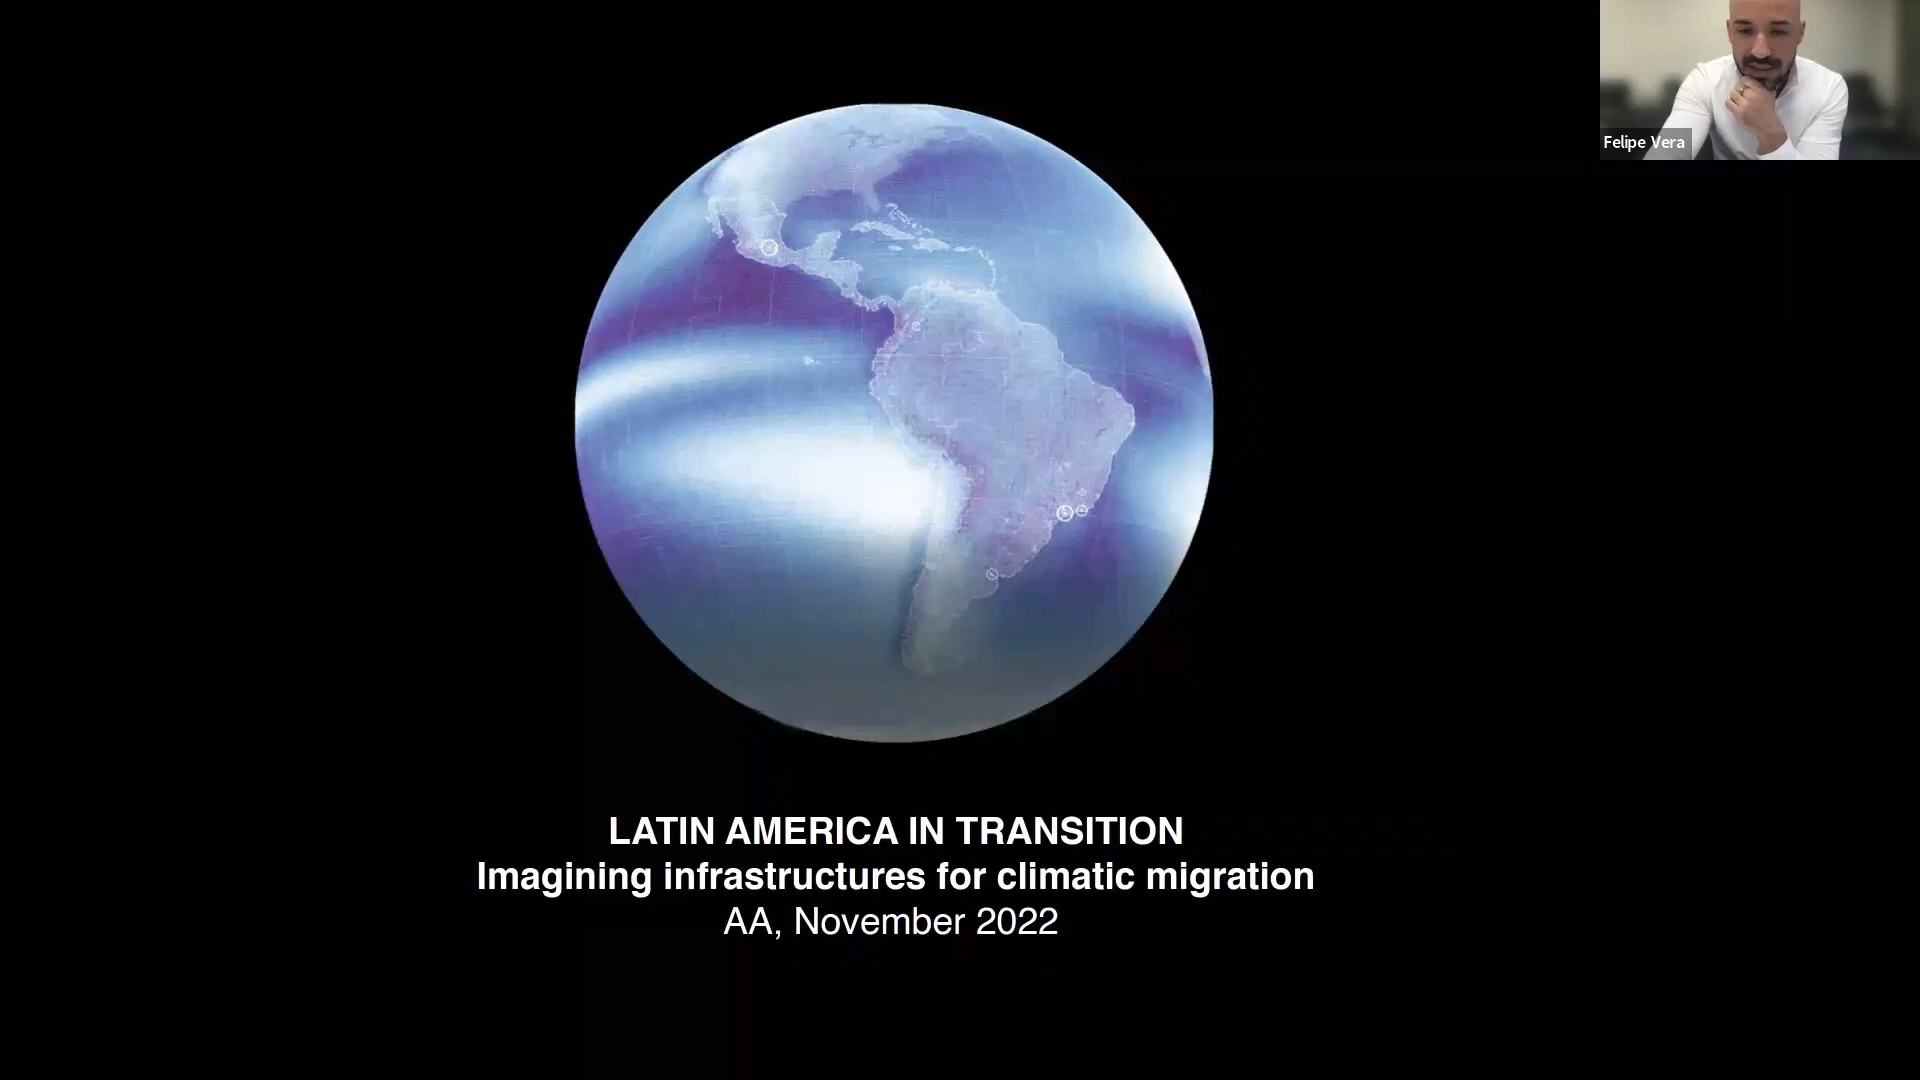 Felipe Vera
LATIN AMERICA IN TRANSITION
Imagining infrastructures for climatic migration
AA, November 2022